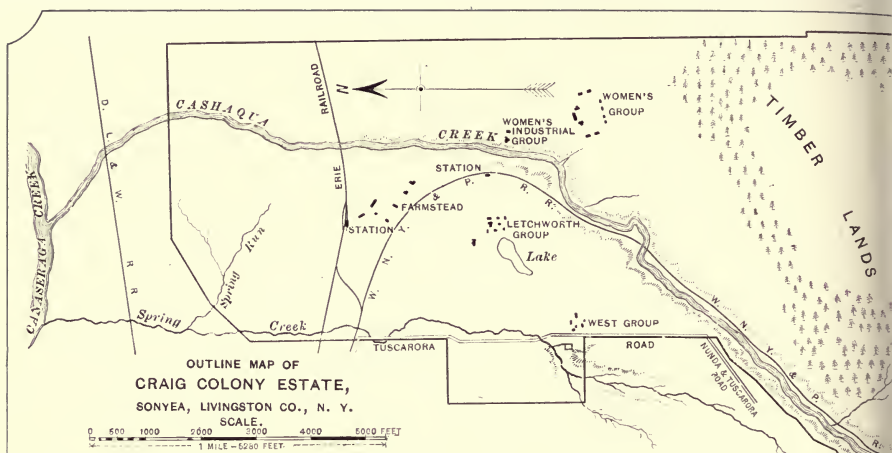 D. L. & W. R R
RAILROAD
ERIE
N
CASHAQUA
CREEK
WOMEN'S
INDUSTRIAL
GROUP
WOMEN'S
GROUP
TIMBER
LANDS
CANASERAGA CREEK
STATION
FARMSTEAD
STATION
LETCHWORTH
GROUP
Lake
W. N. Y. & P. R. R.
Spring Run
Spring Creek
WEST GROUP
TUSCARORA ROAD
NUNDA & TUSCARORA
ROAD
W. N. Y. & P. R.
OUTLINE MAP OF
CRAIG COLONY ESTATE,
SONYEA, LIVINGSTON CO., N. Y.
SCALE.
0 500 1000 2000 3000 4000 5000 FEET
1 MILE-5280 FEET